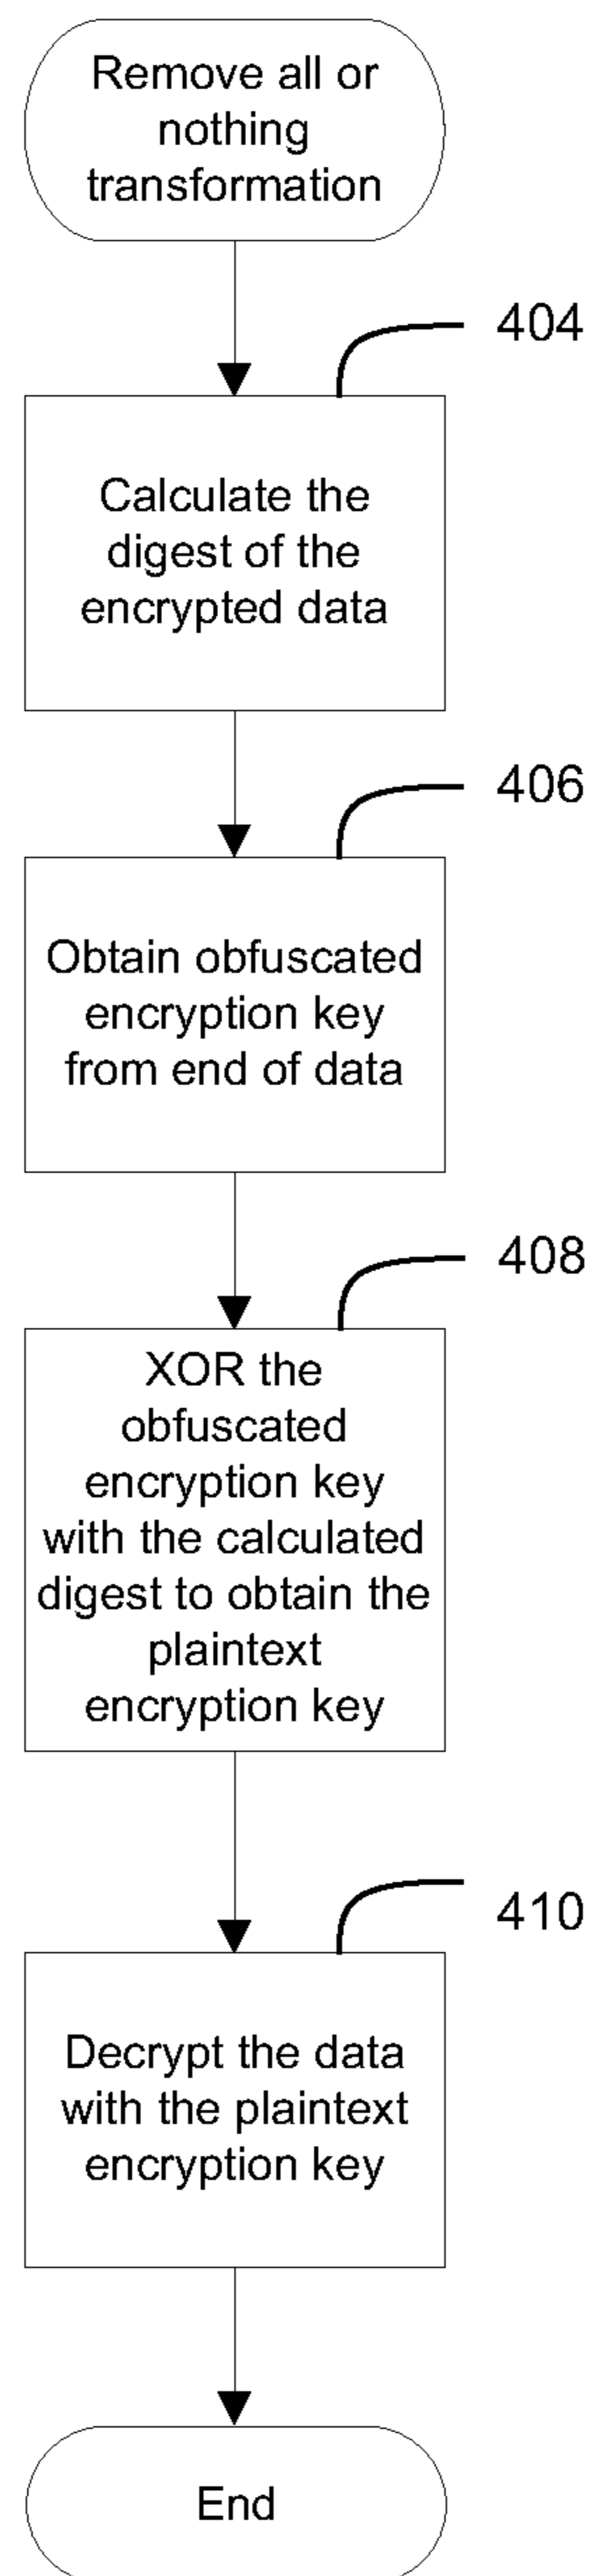 Remove all or
nothing
transformation
404
Calculate the
digest of the
encrypted data
406
Obtain obfuscated
encryption key
from end of data
408
XOR the
obfuscated
encryption key
with the calculated
digest to obtain the
plaintext
encryption key
410
Decrypt the data
with the plaintext
encryption key
End